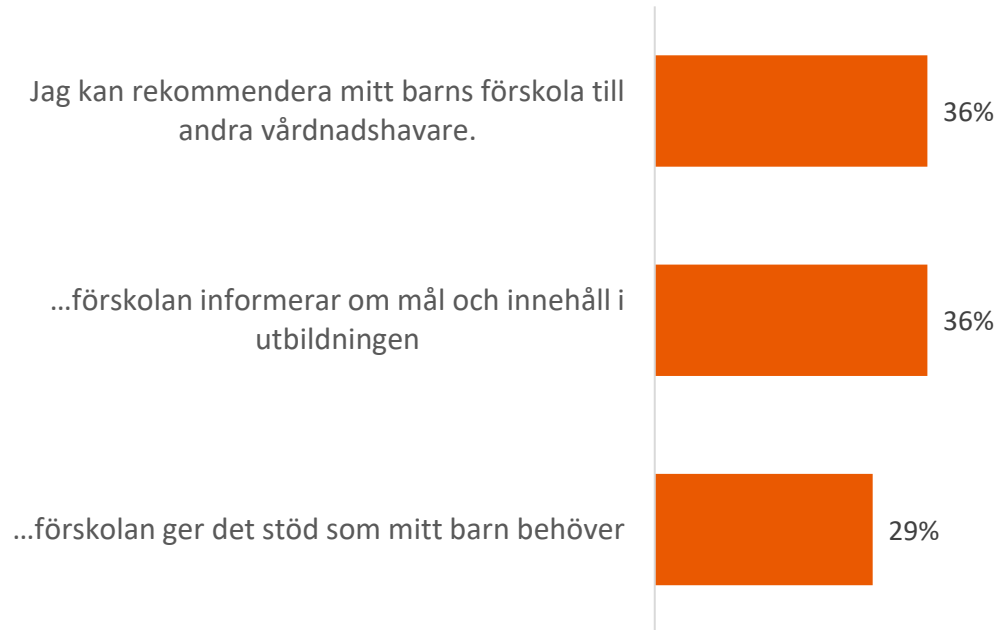 Jag kan rekommendera mitt barns förskola till
andra vårdnadshavare.
36%
...förskolan informerar om mål och innehåll i
utbildningen
36%
...förskolan ger det stöd som mitt barn behöver
29%